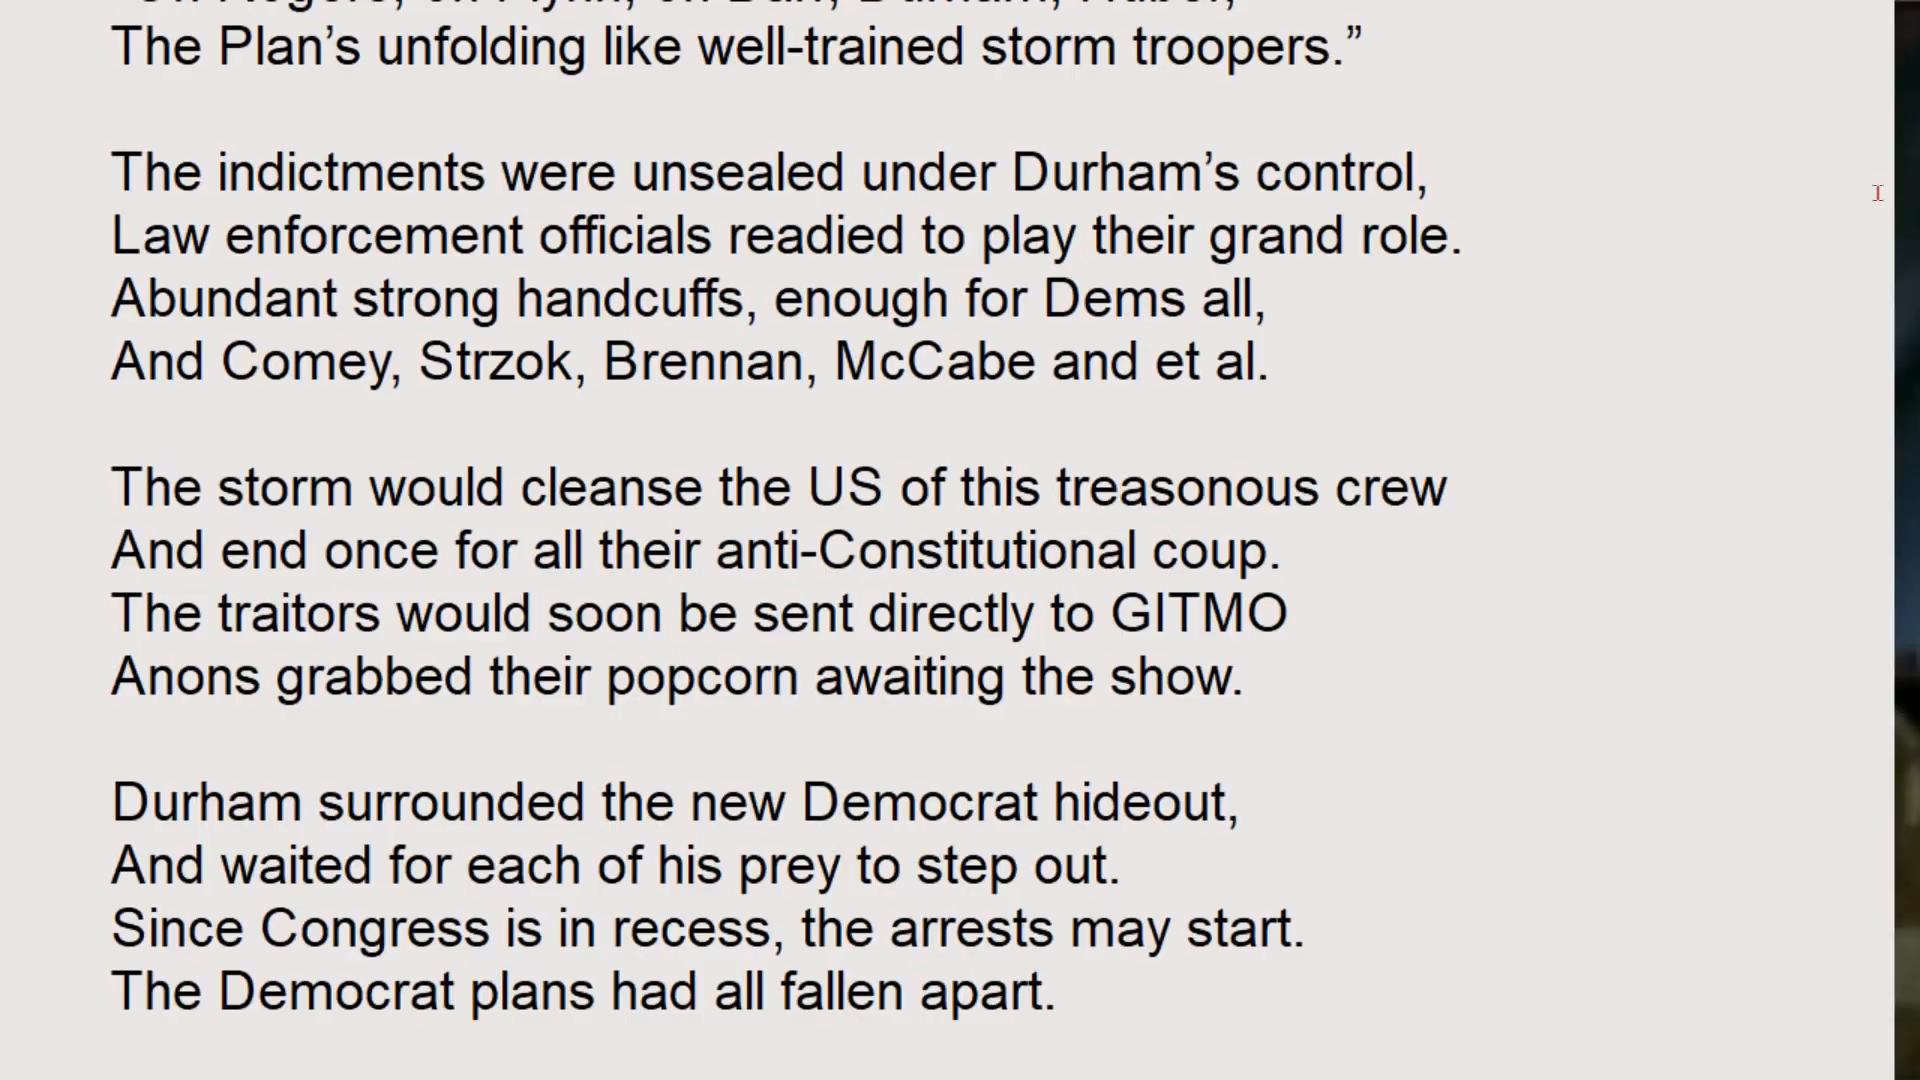 The Plan’s unfolding like well-trained storm troopers.”
The indictments were unsealed under Durham’s control,
Law enforcement officials readied to play their grand role.
Abundant strong handcuffs, enough for Dems all,
And Comey, Strzok, Brennan, McCabe and et al.
The storm would cleanse the US of this treasonous crew
And end once for all their anti-Constitutional coup.
The traitors would soon be sent directly to GITMO
Anons grabbed their popcorn awaiting the show.
Durham surrounded the new Democrat hideout,
And waited for each of his prey to step out.
Since Congress is in recess, the arrests may start.
The Democrat plans had all fallen apart.